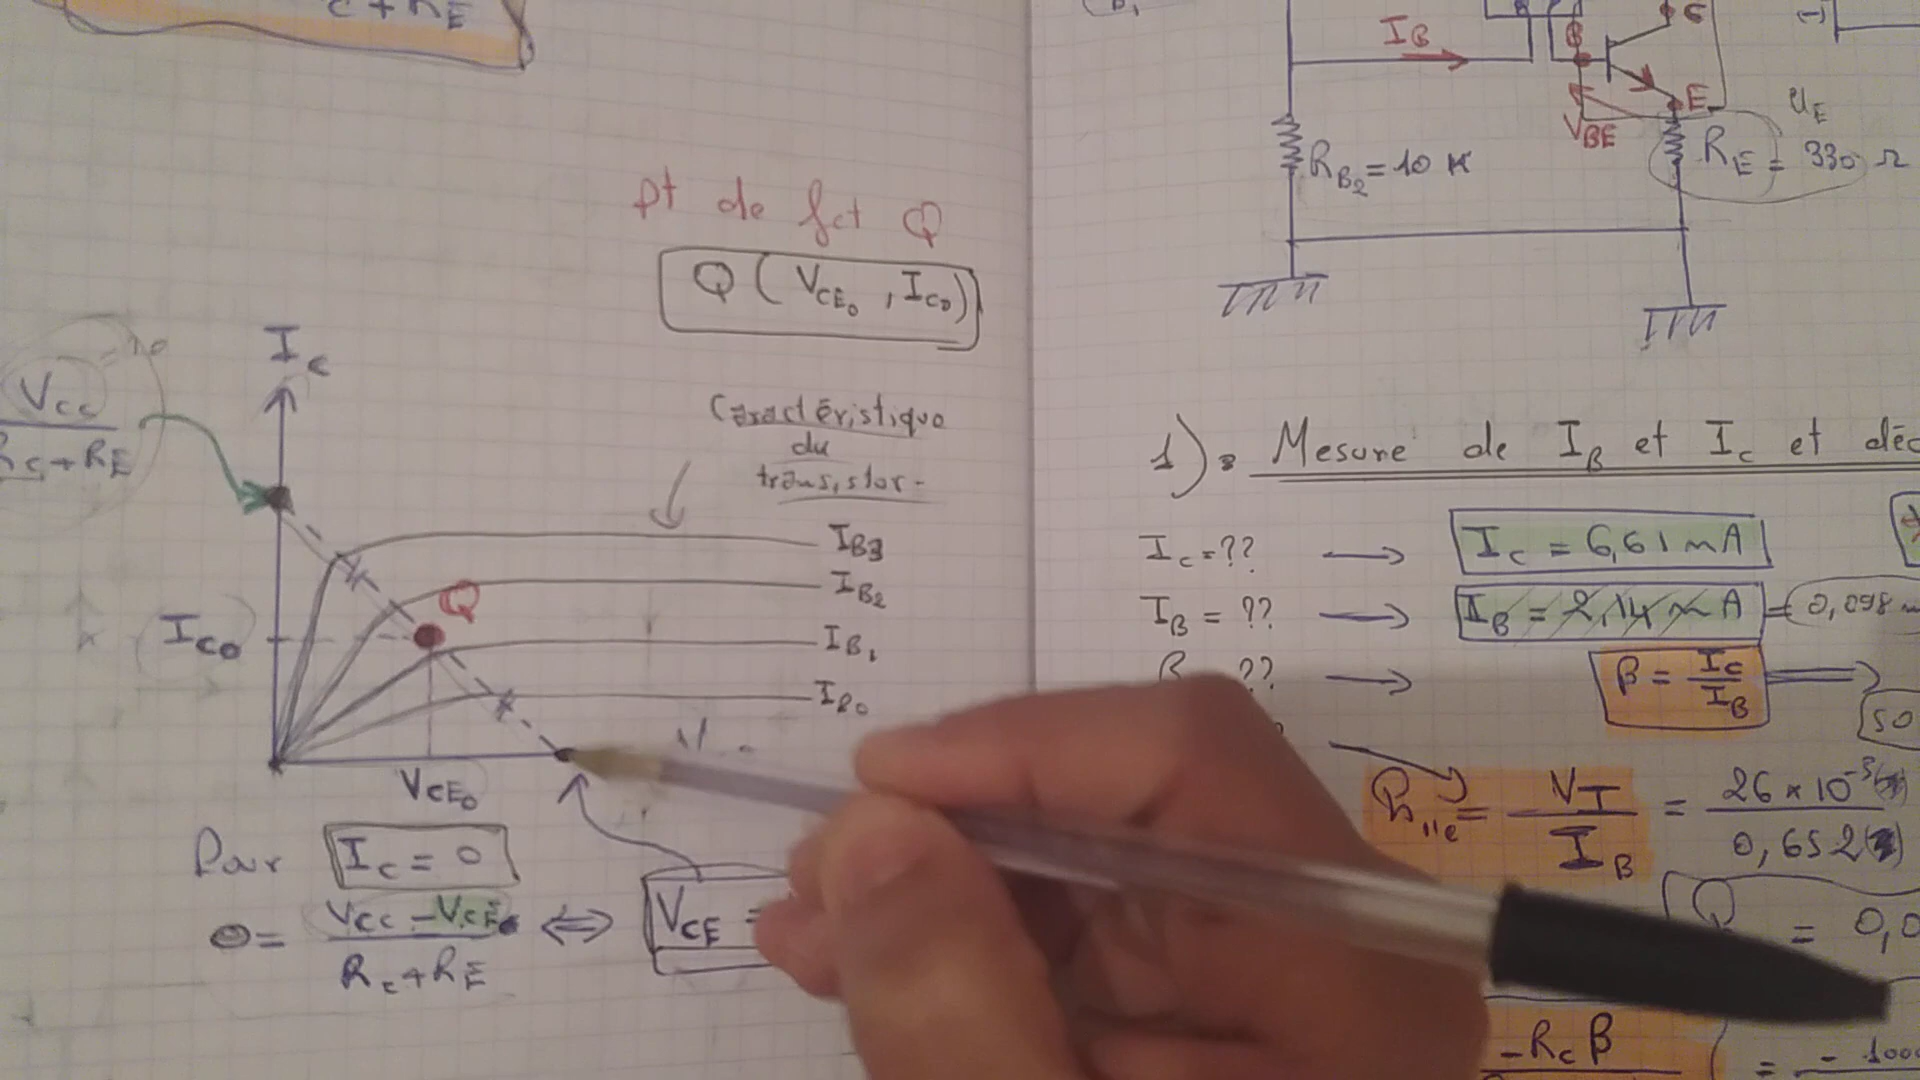 C + RE
pt de fct Q
Q ( VCE0 , IC0)
Ic
Vcc
Rc+RE
Caractéristique
du
transistor-
IB3
IB2
IB1
IB0
Q
IC0
VCE0
Pour Ic = 0
0 = Vcc - VCE
Rc + RE
⇔ VCE =
IB
B
C
E
VBE
UE
RB2 = 10 K
RE = 330 Ω
1) : Mesure de IB et Ic et
Ic = ?? → Ic = 6,61 mA
IB = ?? → IB = 2,14 mA = 0,098
β ?? → β = Ic / IB ⇒ 50
R11e = VT / IB = 26 × 10-3 / 0,652
= 0,0
-Rc β
= - 1000